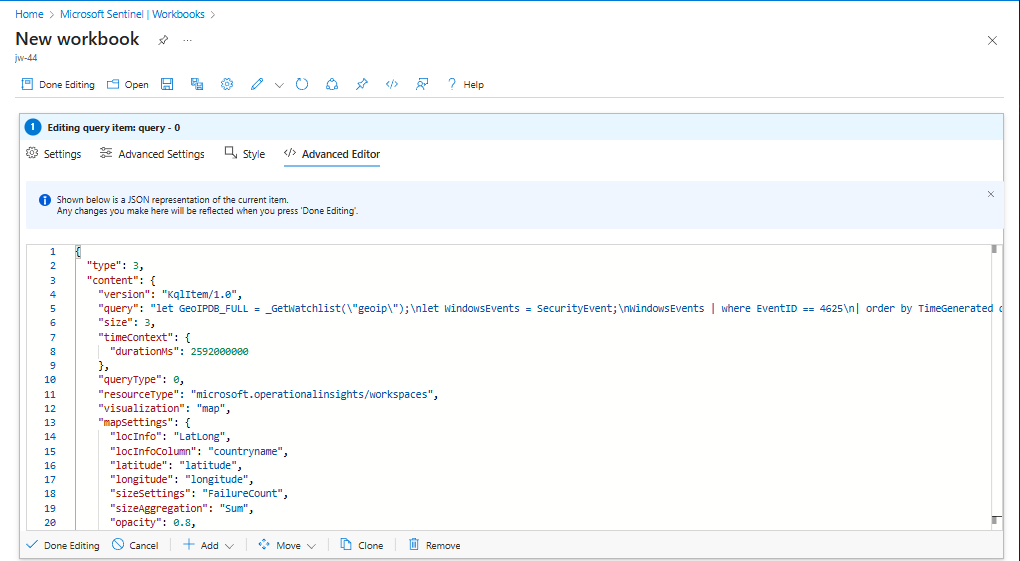 Home > Microsoft Sentinel | Workbooks >
New workbook ...
jw-44
Done Editing Open Help
1 Editing query item: query - 0
Settings Advanced Settings Style Advanced Editor
Shown below is a JSON representation of the current item.
Any changes you make here will be reflected when you press 'Done Editing'.
1 {
2 "type": 3,
3 "content": {
4 "version": "KqlItem/1.0",
5 "query": "let GeoIPDB_FULL = _GetWatchlist(\"geoip\");\nlet WindowsEvents = SecurityEvent;\nWindowsEvents | where EventID == 4625\n| order by TimeGenerated
6 "size": 3,
7 "timeContext": {
8 "durationMs": 2592000000
9 },
10 "queryType": 0,
11 "resourceType": "microsoft.operationalinsights/workspaces",
12 "visualization": "map",
13 "mapSettings": {
14 "locInfo": "LatLong",
15 "locInfoColumn": "countryname",
16 "latitude": "latitude",
17 "longitude": "longitude",
18 "sizeSettings": "FailureCount",
19 "sizeAggregation": "Sum",
20 "opacity": 0.8,
Done Editing Cancel Add Move Clone Remove